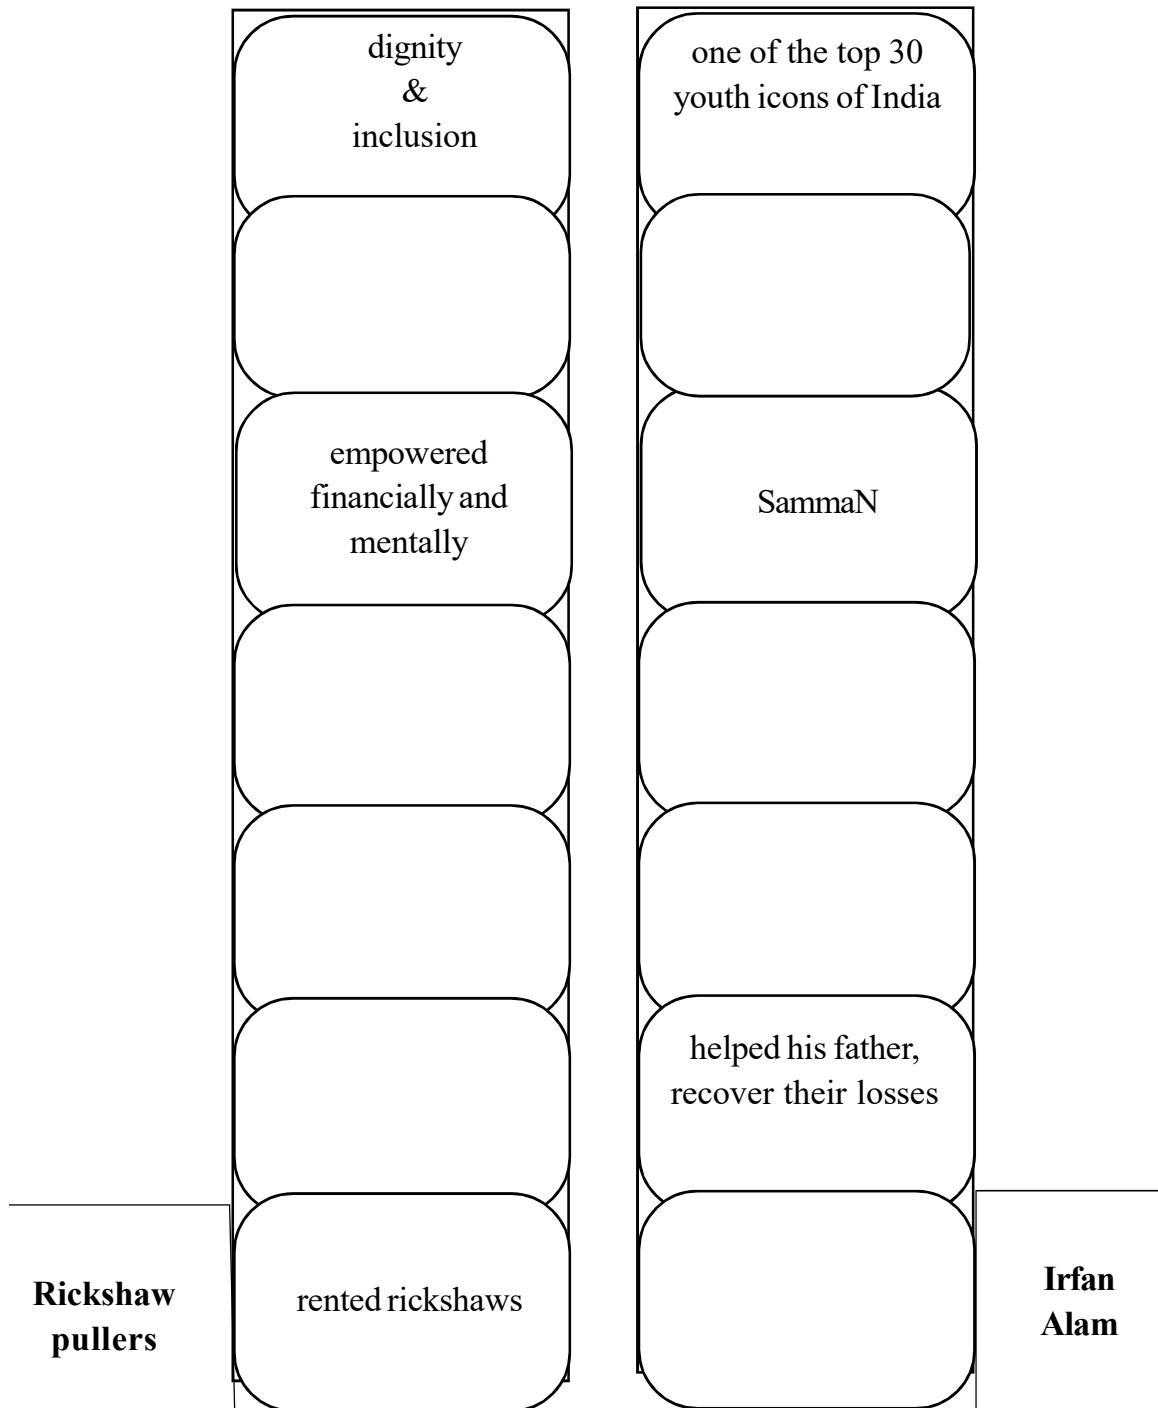 dignity
&
inclusion
one of the top 30
youth icons of India
empowered
financially and
mentally
SammaN
helped his father,
recover their losses
Rickshaw
pullers
rented rickshaws
Irfan
Alam